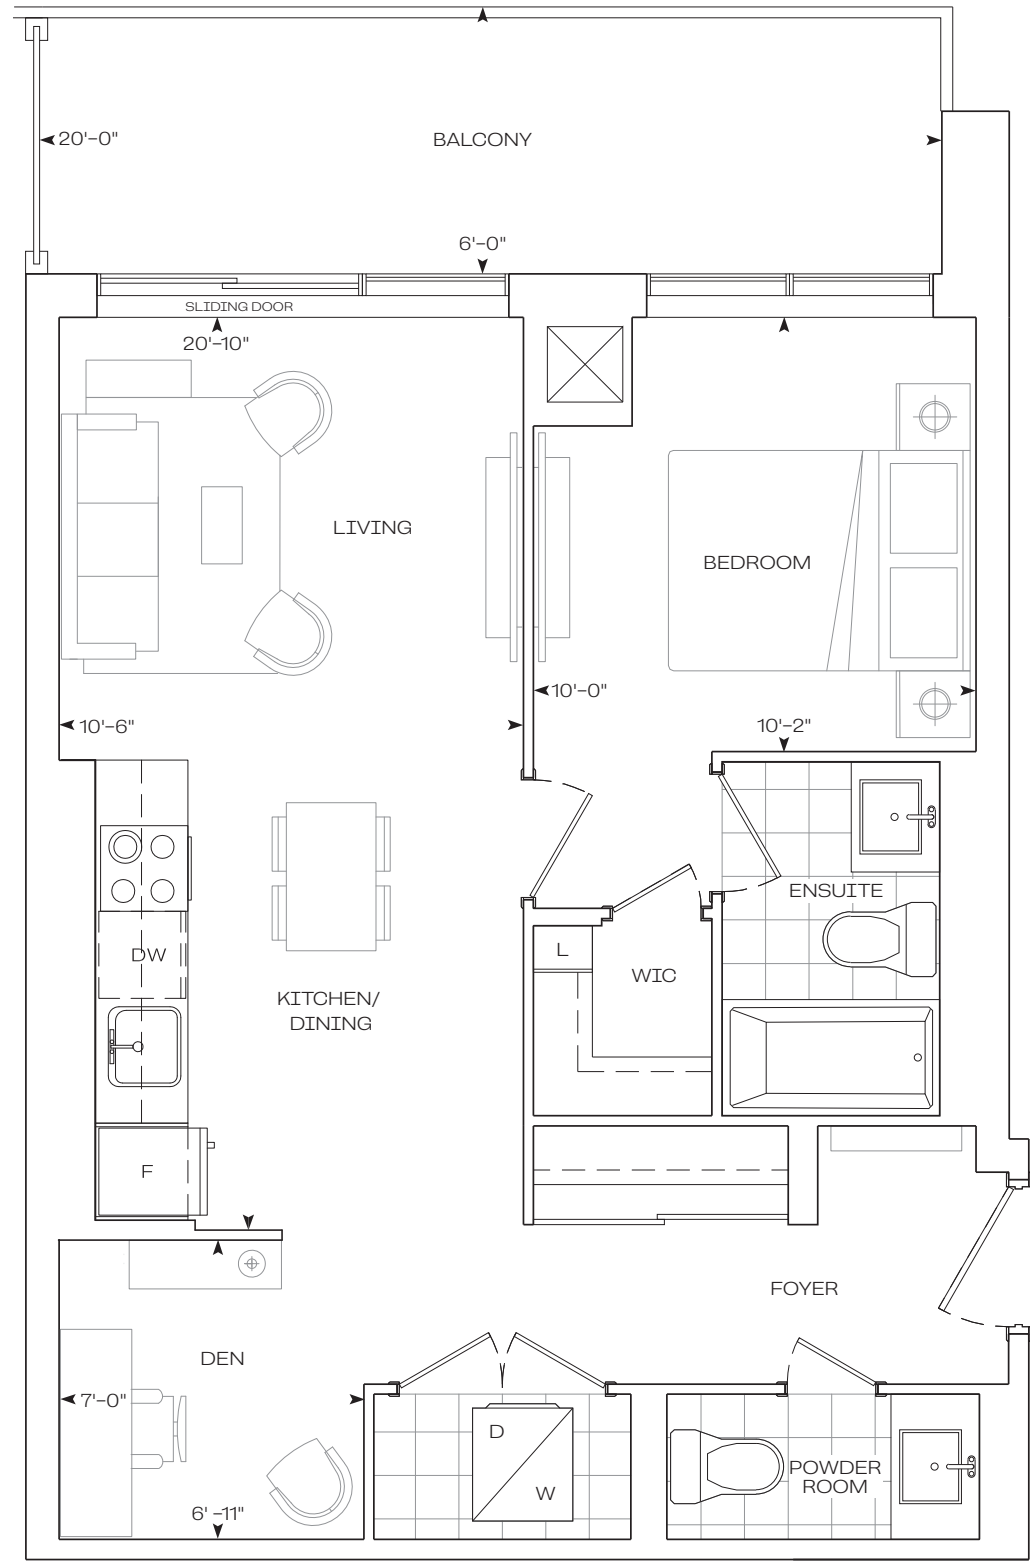 20'-0"
BALCONY
6'-0"
SLIDING DOOR
20'-10"
LIVING
BEDROOM
10'-0"
10'-6"
10'-2"
ENSUITE
DW
L
WIC
KITCHEN/
DINING
F
FOYER
DEN
7'-0"
D
W
POWDER
ROOM
6' -11"